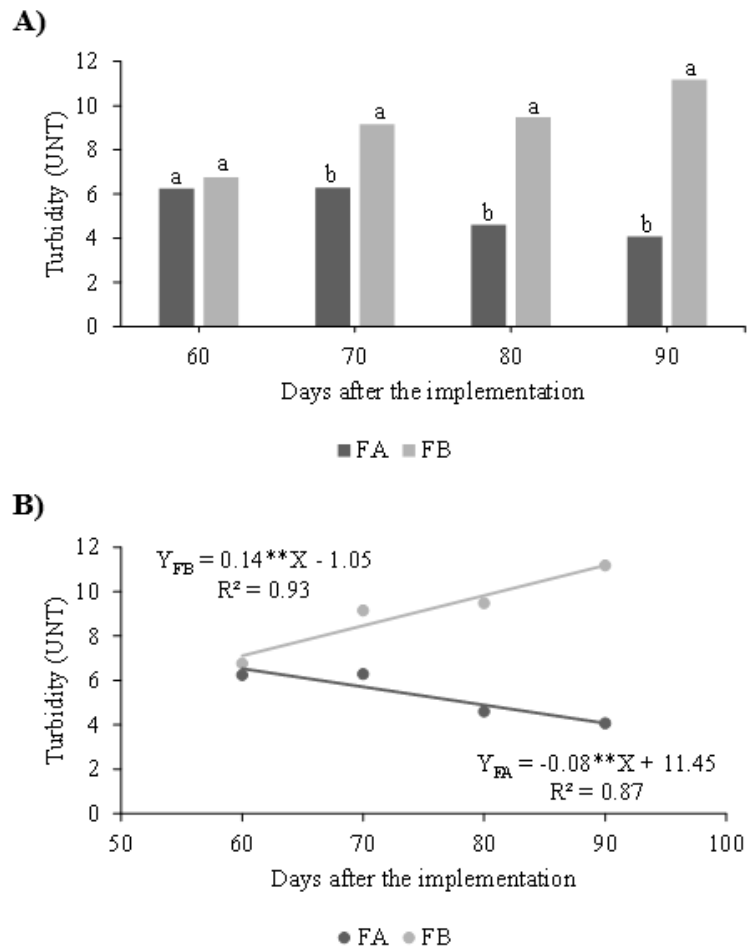 A)
Turbidity (UNT)
12
10
8
6
4
2
0
a
a
b
a
b
a
b
a
60
70
80
90
Days after the implementation
FA
FB
B)
Turbidity (UNT)
12
10
8
6
4
2
0
Y_FB = 0.14**X - 1.05
R² = 0.93
Y_FA = -0.08**X + 11.45
R² = 0.87
50
60
70
80
90
100
Days after the implementation
FA
FB